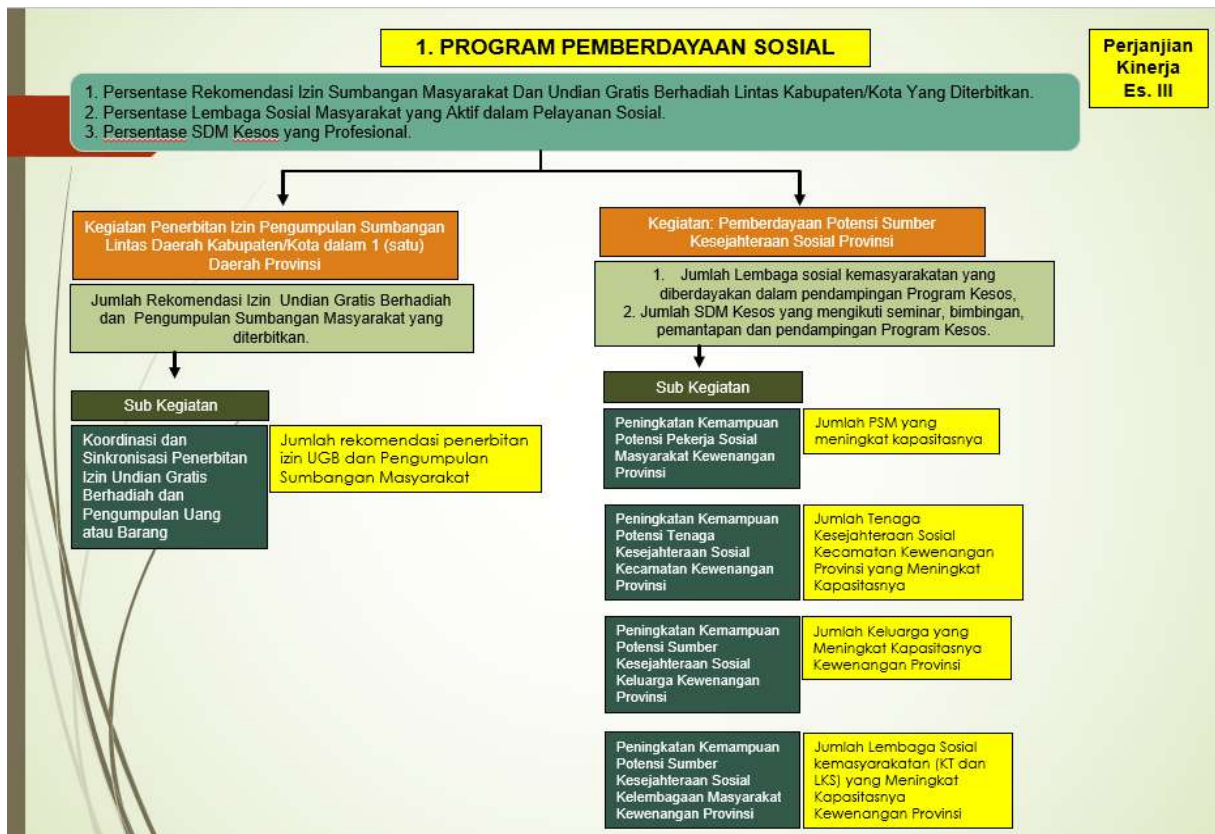 1. PROGRAM PEMBERDAYAAN SOSIAL
Perjanjian
Kinerja
Es. III
1. Persentase Rekomendasi Izin Sumbangan Masyarakat Dan Undian Gratis Berhadiah Lintas Kabupaten/Kota Yang Diterbitkan.
2. Persentase Lembaga Sosial Masyarakat yang Aktif dalam Pelayanan Sosial.
3. Persentase SDM Kesos yang Profesional.
Kegiatan Penerbitan Izin Pengumpulan Sumbangan
Lintas Daerah Kabupaten/Kota dalam 1 (satu)
Daerah Provinsi
Jumlah Rekomendasi Izin Undian Gratis Berhadiah
dan Pengumpulan Sumbangan Masyarakat yang
diterbitkan.
Sub Kegiatan
Koordinasi dan
Sinkronisasi Penerbitan
Izin Undian Gratis
Berhadiah dan
Pengumpulan Uang
atau Barang
Jumlah rekomendasi penerbitan
izin UGB dan Pengumpulan
Sumbangan Masyarakat
Kegiatan: Pemberdayaan Potensi Sumber
Kesejahteraan Sosial Provinsi
1. Jumlah Lembaga sosial kemasyarakatan yang
diberdayakan dalam pendampingan Program Kesos,
2. Jumlah SDM Kesos yang mengikuti seminar, bimbingan,
pemantapan dan pendampingan Program Kesos.
Sub Kegiatan
Peningkatan Kemampuan
Potensi Pekerja Sosial
Masyarakat Kewenangan
Provinsi
Jumlah PSM yang
meningkat kapasitasnya
Peningkatan Kemampuan
Potensi Tenaga
Kesejahteraan Sosial
Kecamatan Kewenangan
Provinsi
Jumlah Tenaga
Kesejahteraan Sosial
Kecamatan Kewenangan
Provinsi yang Meningkat
Kapasitasnya
Peningkatan Kemampuan
Potensi Sumber
Kesejahteraan Sosial
Keluarga Kewenangan
Provinsi
Jumlah Keluarga yang
Meningkat Kapasitasnya
Kewenangan Provinsi
Peningkatan Kemampuan
Potensi Sumber
Kesejahteraan Sosial
Kelembagaan Masyarakat
Kewenangan Provinsi
Jumlah Lembaga Sosial
kemasyarakatan (KT dan
LKS) yang Meningkat
Kapasitasnya
Kewenangan Provinsi